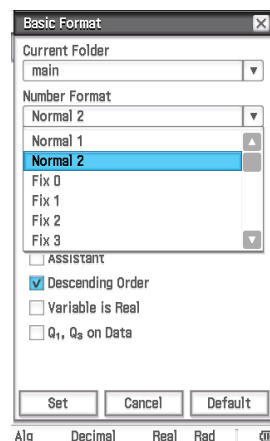 Basic Format
Current Folder
main
Number Format
Normal 2
Normal 1
Normal 2
Fix 0
Fix 1
Fix 2
Fix 3
Assistant
Descending Order
Variable is Real
Q₁, Q₃ on Data
Set Cancel Default
Alg Decimal Real Rad